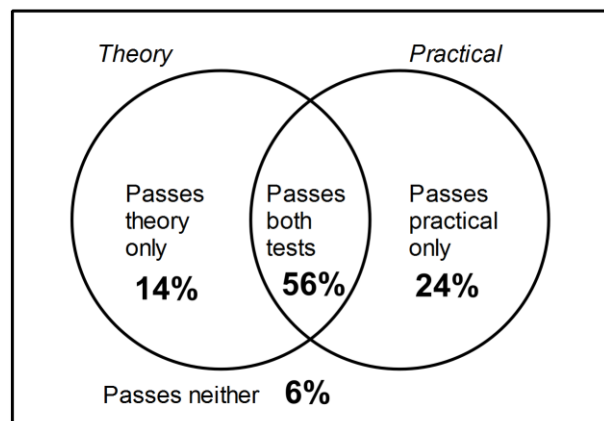 Theory
Practical
Passes
theory
only
14%
Passes
both
tests
56%
Passes
practical
only
24%
Passes neither 6%